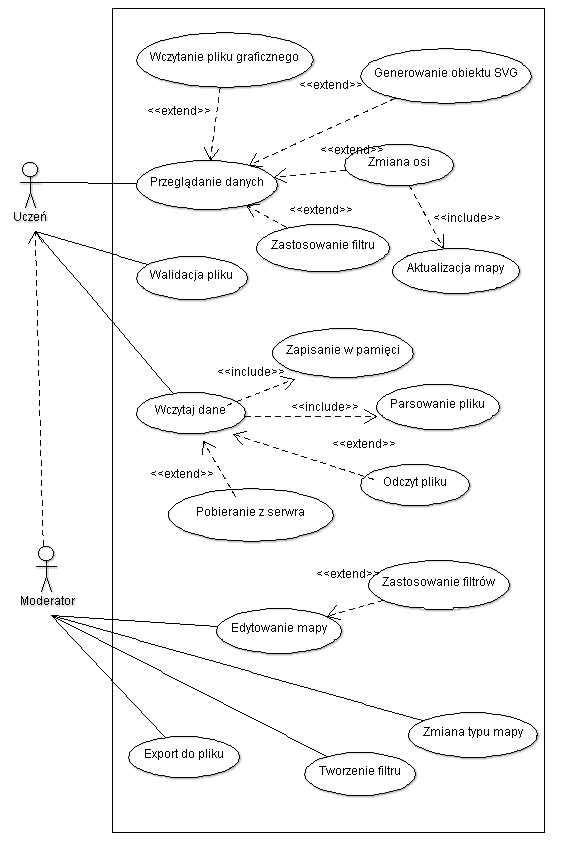 Wczytanie pliku graficznego
Generowanie obiektu SVG
<<extend>>
<<extend>>
<<extend>>
Zmiana osi
Przeglądanie danych
Uczeń
<<extend>>
<<include>>
Zastosowanie filtru
Aktualizacja mapy
Walidacja pliku
Zapisanie w pamięci
<<include>>
Wczytaj dane
<<include>>
Parsowanie pliku
<<extend>>
<<extend>>
Odczyt pliku
Pobieranie z serwra
<<extend>>
Zastosowanie filtrów
Moderator
Edytowanie mapy
Zmiana typu mapy
Export do pliku
Tworzenie filtru